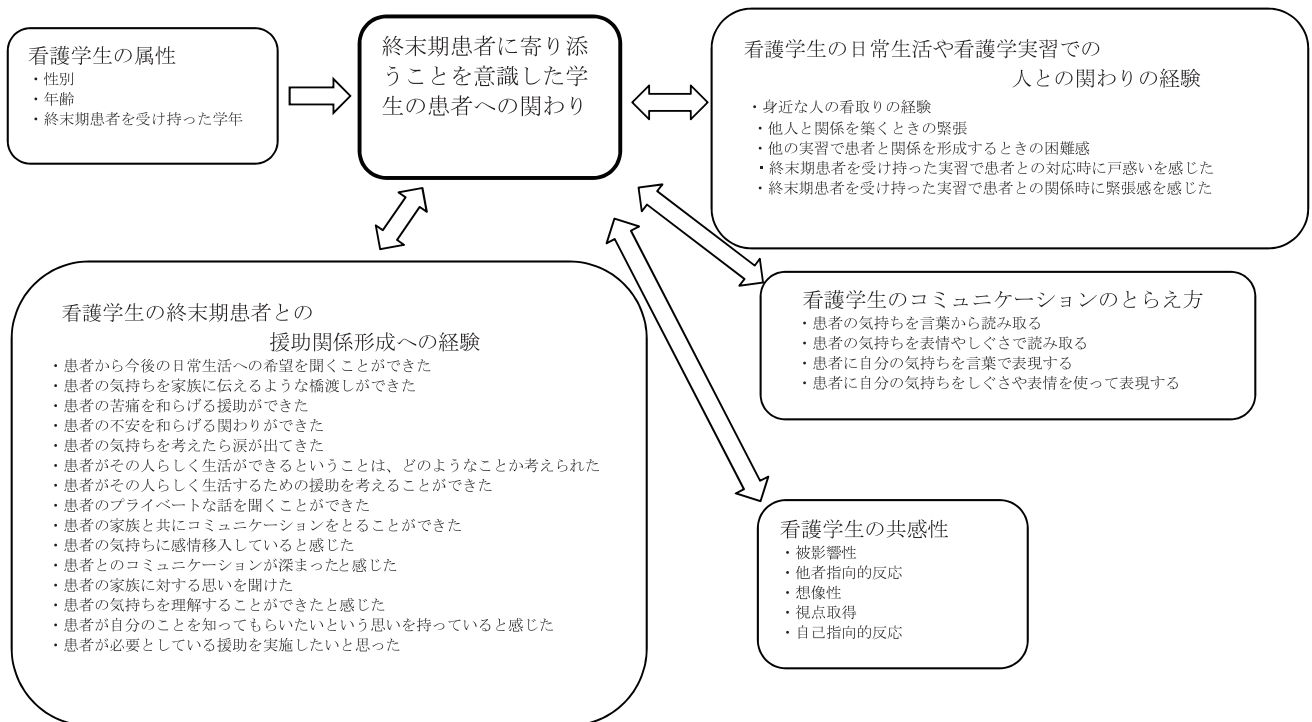 看護学生の属性
・性別
・年齢
・終末期患者を受け持った学年
終末期患者に寄り添
うことを意識した学
生の患者への関わり
看護学生の日常生活や看護学実習での
人との関わりの経験
・身近な人の看取りの経験
・他人と関係を築くときの緊張
・他の実習で患者と関係を形成するときの困難感
・終末期患者を受け持った実習で患者との対応時に戸惑いを感じた
・終末期患者を受け持った実習で患者との関係時に緊張感を感じた
看護学生の終末期患者との
援助関係形成への経験
・患者から今後の日常生活への希望を聞くことができた
・患者の気持ちを家族に伝えるような橋渡しができた
・患者の苦痛を和らげる援助ができた
・患者の不安を和らげる関わりができた
・患者の気持ちを考えたら涙が出てきた
・患者がその人らしく生活ができるということは、どのようなことか考えられた
・患者がその人らしく生活するための援助を考えることができた
・患者のプライベートな話を聞くことができた
・患者の家族と共にコミュニケーションをとることができた
・患者の気持ちに感情移入していると感じた
・患者とのコミュニケーションが深まったと感じた
・患者の家族に対する思いを聞けた
・患者の気持ちを理解することができたと感じた
・患者が自分のことを知ってもらいたいという思いを持っていると感じた
・患者が必要としている援助を実施したいと思った
看護学生のコミュニケーションのとらえ方
・患者の気持ちを言葉から読み取る
・患者の気持ちを表情やしぐさで読み取る
・患者に自分の気持ちを言葉で表現する
・患者に自分の気持ちをしぐさや表情を使って表現する
看護学生の共感性
・被影響性
・他者指向的反応
・想像性
・視点取得
・自己指向的反応